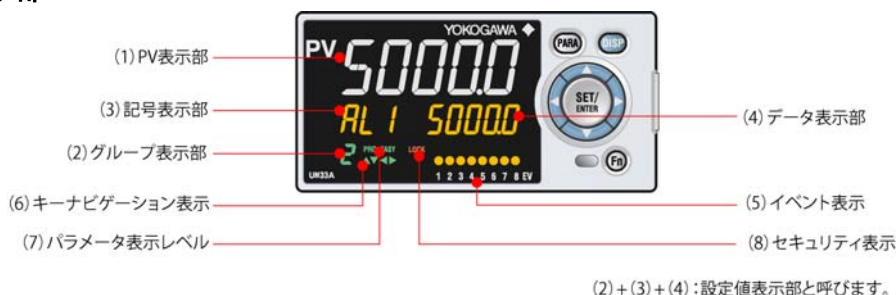 (1) PV表示部
(3) 記号表示部
(2) グループ表示部
(6) キーナビゲーション表示
(7) パラメータ表示レベル
YOKOGAWA
PV 5000.0
AL 1 5000.0
2 PRO EASY LOCK
UM33A
1 2 3 4 5 6 7 8 EV
PARA DISP
SET/
ENTER
Fn
(4) データ表示部
(5) イベント表示
(8) セキュリティ表示
(2)+(3)+(4):設定値表示部と呼びます。